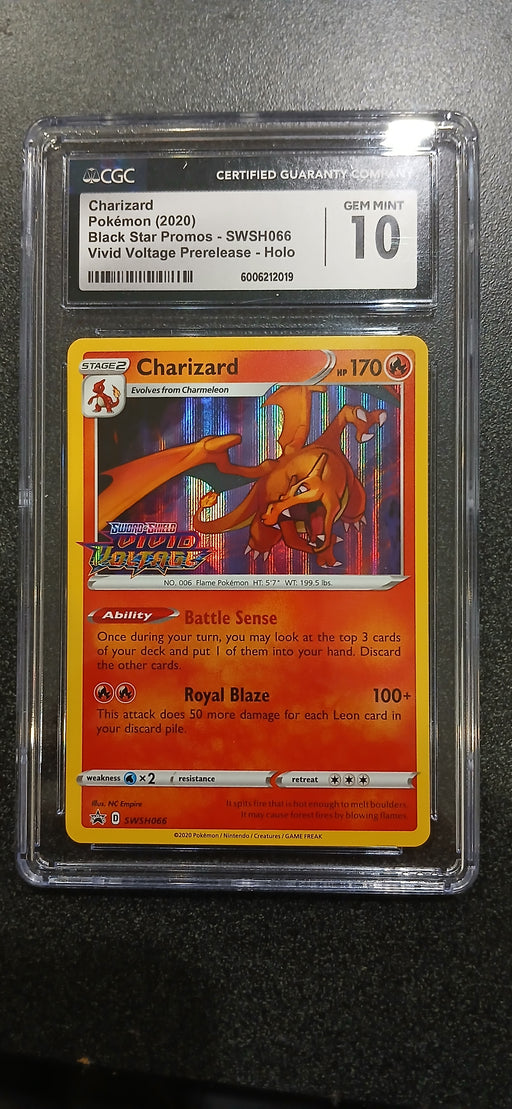 CGC
CERTIFIED GUARANTY COMPANY
Charizard
Pokémon (2020)
Black Star Promos - SWSH066
Vivid Voltage Prerelease - Holo
GEM MINT
10
6006212019
STAGE 2
Charizard
HP 170
Evolves from Charmeleon
SWORD & SHIELD
VIVID
VOLTAGE
NO. 006 Flame Pokémon HT: 5'7" WT: 199.5 lbs.
Ability Battle Sense
Once during your turn, you may look at the top 3 cards
of your deck and put 1 of them into your hand. Discard
the other cards.
Royal Blaze 100+
This attack does 50 more damage for each Leon card in
your discard pile.
weakness ×2 resistance retreat
Illus. NC Empire
It spits fire that is hot enough to melt boulders.
It may cause forest fires by blowing flames.
D SWSH066
©2020 Pokémon / Nintendo / Creatures / GAME FREAK